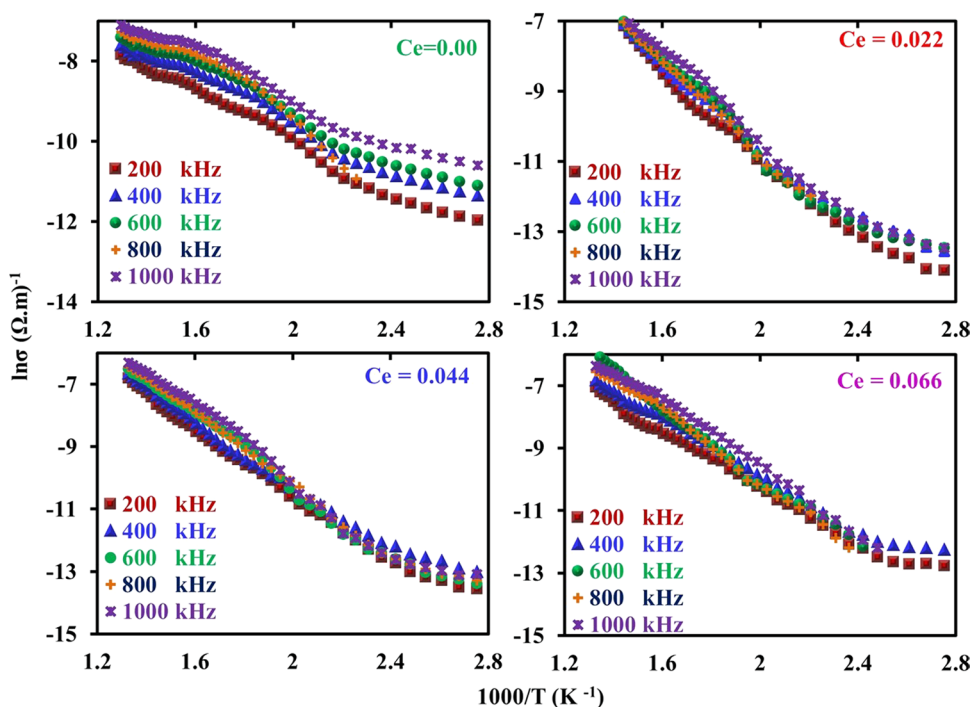 lnσ (Ω.m)-1
-7
-8
-10
-12
-14
Ce=0.00
200 kHz
400 kHz
600 kHz
800 kHz
1000 kHz
1.2 1.6 2 2.4 2.8
-7
-9
-11
-13
-15
Ce = 0.022
200 kHz
400 kHz
600 kHz
800 kHz
1000 kHz
1.2 1.6 2 2.4 2.8
-7
-9
-11
-13
-15
Ce = 0.044
200 kHz
400 kHz
600 kHz
800 kHz
1000 kHz
1.2 1.6 2 2.4 2.8
-7
-9
-11
-13
-15
Ce = 0.066
200 kHz
400 kHz
600 kHz
800 kHz
1000 kHz
1.2 1.6 2 2.4 2.8
1000/T (K -1)